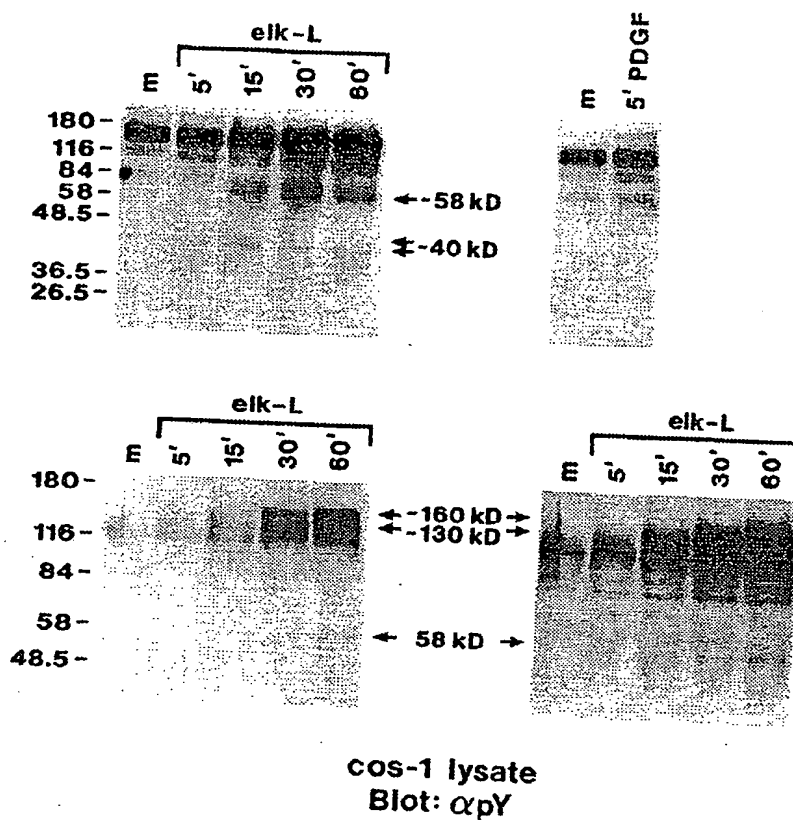 elk-L
m 5' 15' 30' 60'
m 5' PDGF
180-
116-
84-
58-
48.5-
36.5-
26.5-
~58 kD
~40 kD
elk-L
m 5' 15' 30' 60'
180-
116-
84-
58-
48.5-
~160 kD
~130 kD
58 kD
elk-L
m 5' 15' 30' 60'
cos-1 lysate
Blot: αpY